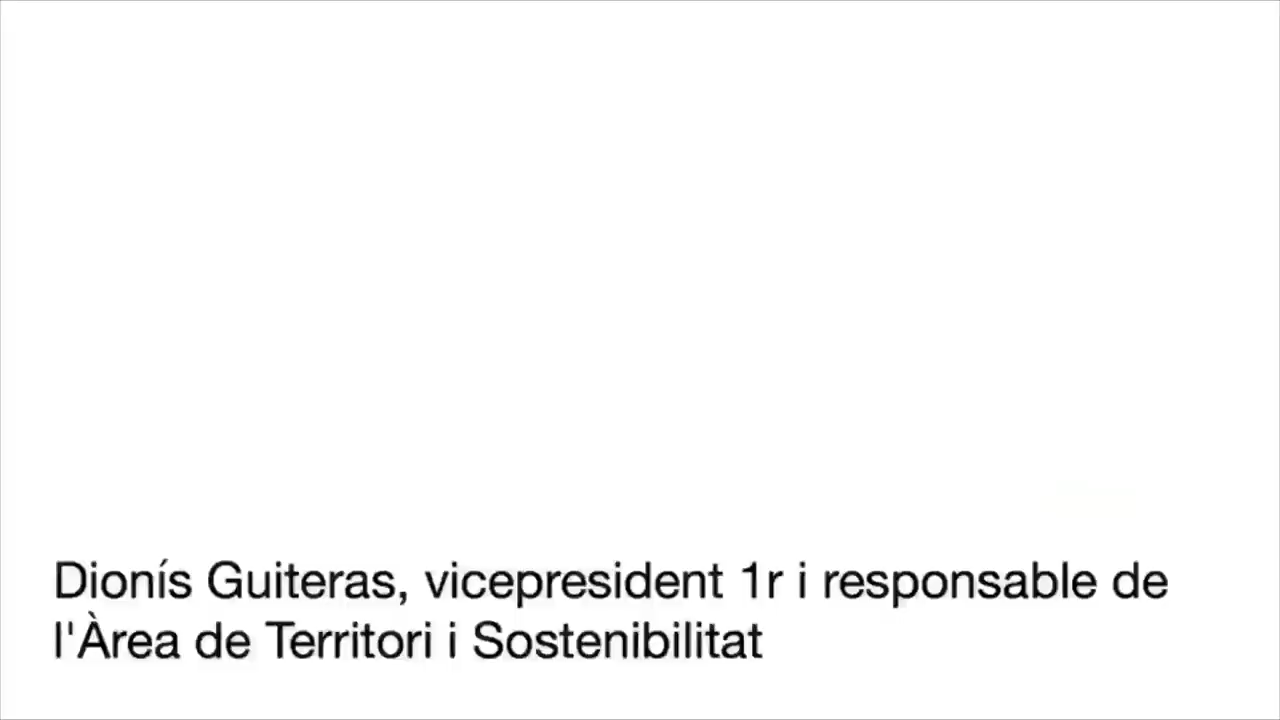 Dionís Guiteras, vicepresident 1r i responsable de
l'Àrea de Territori i Sostenibilitat